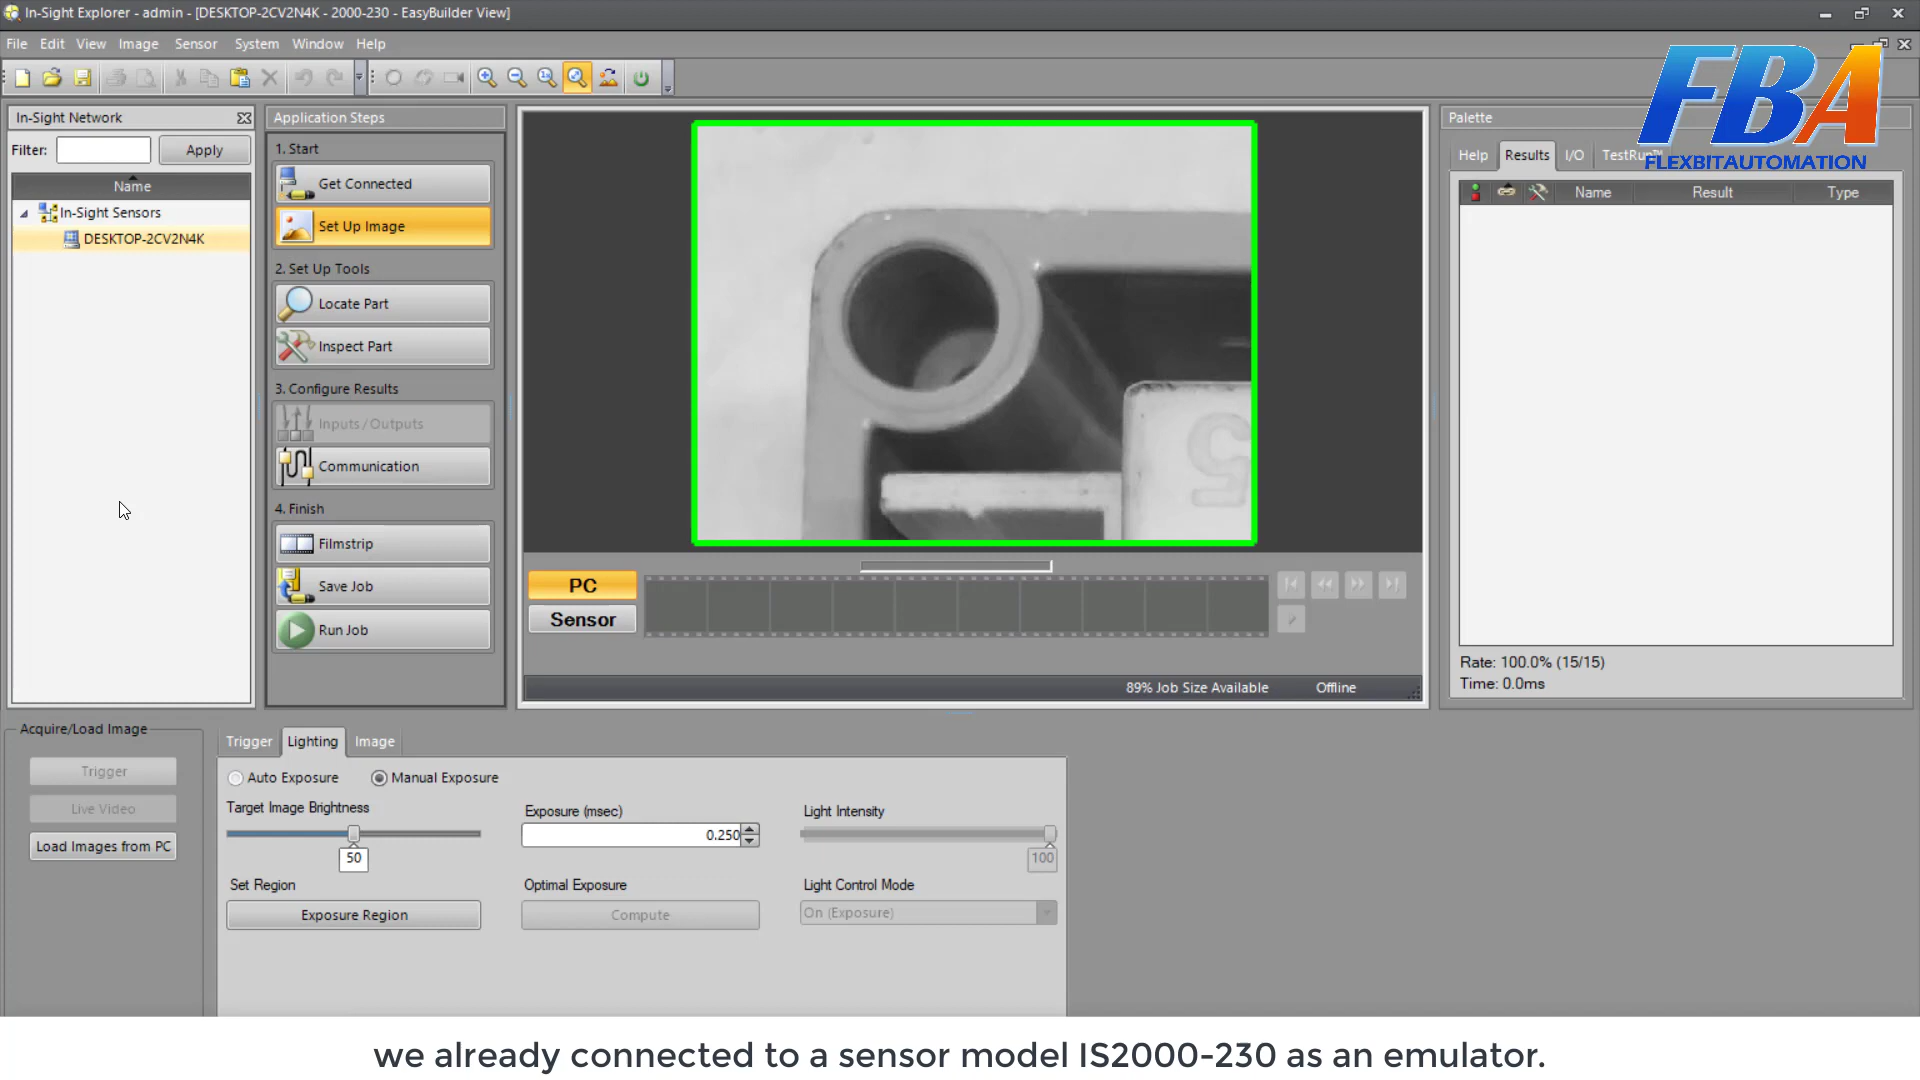 In-Sight Explorer - admin - [DESKTOP-2CV2N4K - 2000-230 - EasyBuilder View]
File Edit View Image Sensor System Window Help
FBA
FLEXBITAUTOMATION
In-Sight Network
Filter:
Apply
Name
In-Sight Sensors
DESKTOP-2CV2N4K
Application Steps
1. Start
Get Connected
Set Up Image
2. Set Up Tools
Locate Part
Inspect Part
3. Configure Results
Inputs/Outputs
Communication
4. Finish
Filmstrip
Save Job
Run Job
5
PC
Sensor
89% Job Size Available Offline
Palette
Help Results I/O TestRun™
Name Result Type
Rate: 100.0% (15/15)
Time: 0.0ms
Acquire/Load Image
Trigger
Live Video
Load Images from PC
Trigger Lighting Image
Auto Exposure Manual Exposure
Target Image Brightness
50
Exposure (msec)
0.250
Light Intensity
100
Set Region
Exposure Region
Optimal Exposure
Compute
Light Control Mode
On (Exposure)
we already connected to a sensor model IS2000-230 as an emulator.